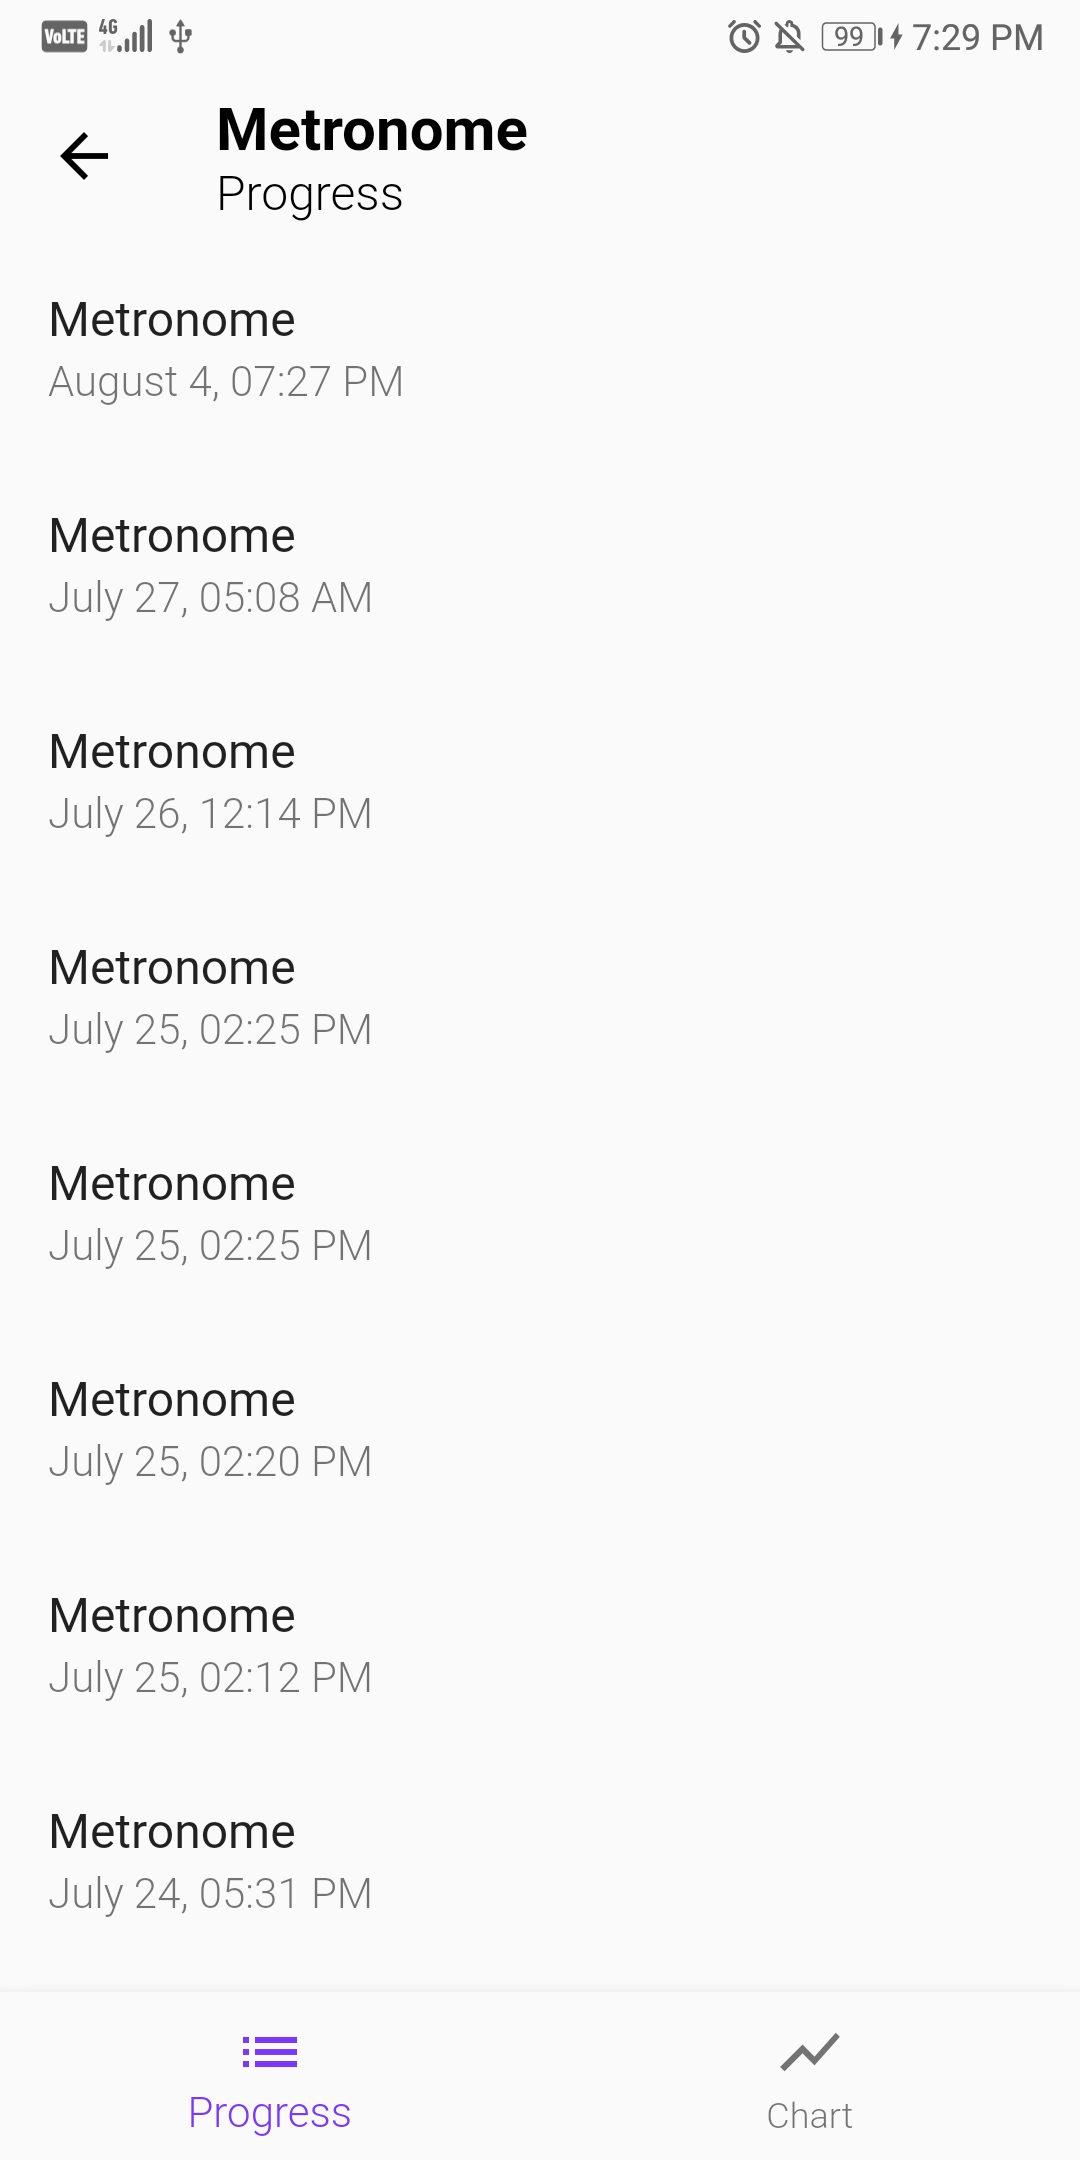 VoLTE 4G 99 7:29 PM
Metronome
Progress
Metronome
August 4, 07:27 PM
Metronome
July 27, 05:08 AM
Metronome
July 26, 12:14 PM
Metronome
July 25, 02:25 PM
Metronome
July 25, 02:25 PM
Metronome
July 25, 02:20 PM
Metronome
July 25, 02:12 PM
Metronome
July 24, 05:31 PM
Progress
Chart